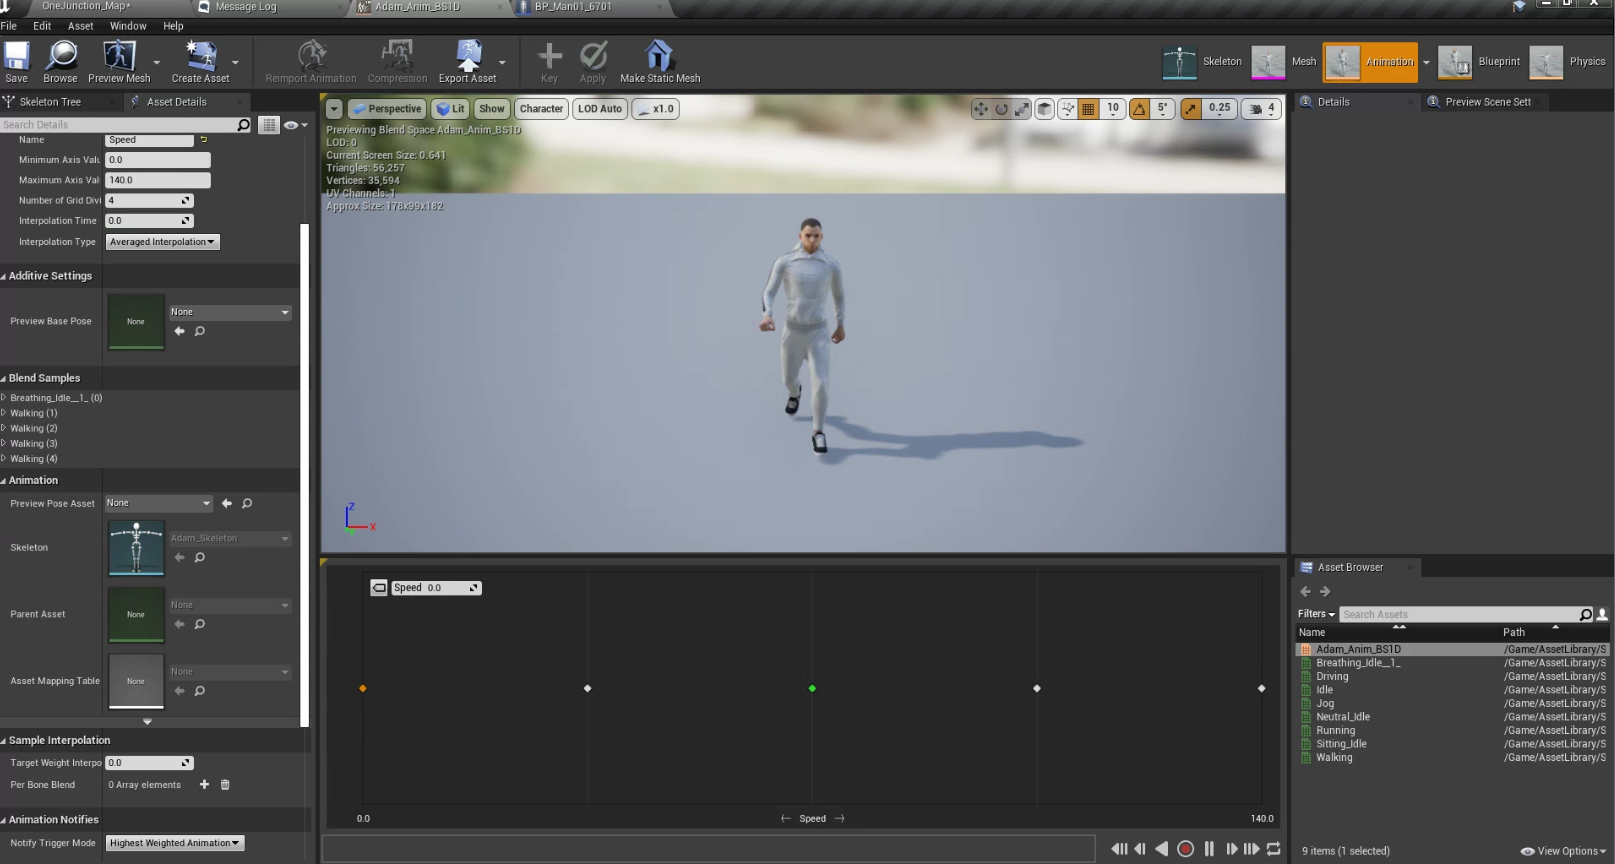 OneJunction_Map*
Message Log
Adam_Anim_BS1D
BP_Man01_6701
File Edit Asset Window Help
Save
Browse
Preview Mesh
Create Asset
Reimport Animation
Compression
Export Asset
Key
Apply
Make Static Mesh
Skeleton
Mesh
Animation
Blueprint
Physics
Skeleton Tree
Asset Details
Search Details
Name Speed
Minimum Axis Valu 0.0
Maximum Axis Val 140.0
Number of Grid Divi 4
Interpolation Time 0.0
Interpolation Type Averaged Interpolation
Additive Settings
Preview Base Pose None None
Blend Samples
Breathing_Idle__1_ (0)
Walking (1)
Walking (2)
Walking (3)
Walking (4)
Animation
Preview Pose Asset None
Skeleton Adam_Skeleton
Parent Asset None None
Asset Mapping Table None None
Sample Interpolation
Target Weight Interpo 0.0
Per Bone Blend 0 Array elements
Animation Notifies
Notify Trigger Mode Highest Weighted Animation
Perspective Lit Show Character LOD Auto x1.0
10 5° 0.25 4
Previewing Blend Space Adam_Anim_BS1D
LOD: 0
Current Screen Size: 0.641
Triangles: 56,257
Vertices: 35,594
UV Channels: 1
Approx Size: 178x99x182
Z
X
Speed 0.0
0.0 Speed 140.0
Details
Preview Scene Sett
Asset Browser
Filters Search Assets
Name Path
Adam_Anim_BS1D /Game/AssetLibrary/S
Breathing_Idle__1_ /Game/AssetLibrary/S
Driving /Game/AssetLibrary/S
Idle /Game/AssetLibrary/S
Jog /Game/AssetLibrary/S
Neutral_Idle /Game/AssetLibrary/S
Running /Game/AssetLibrary/S
Sitting_Idle /Game/AssetLibrary/S
Walking /Game/AssetLibrary/S
9 items (1 selected) View Options